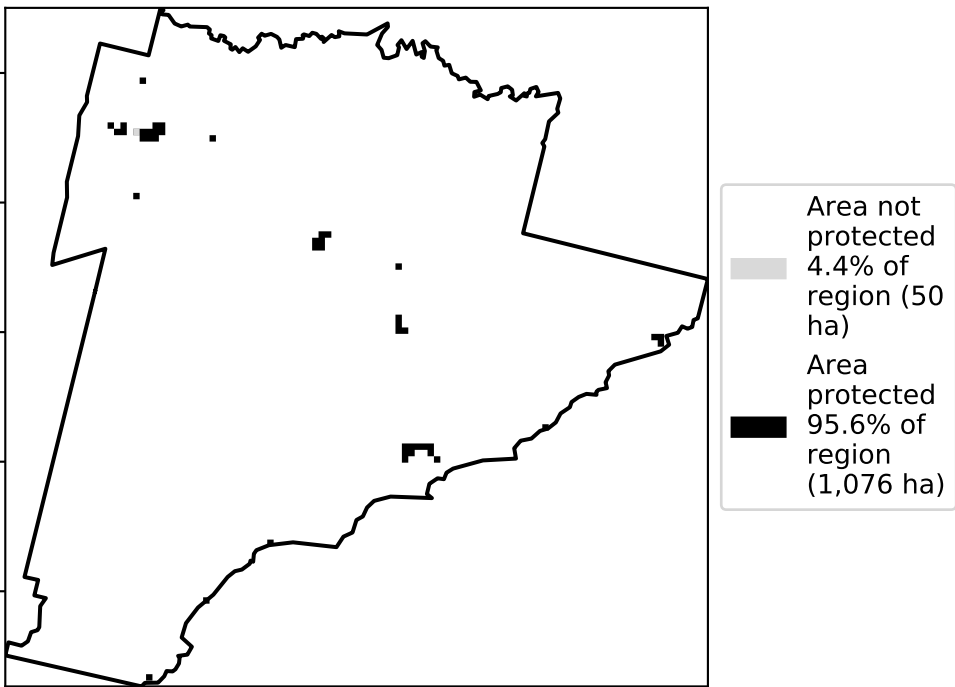 Area not
protected
4.4% of
region (50
ha)
Area
protected
95.6% of
region
(1,076 ha)